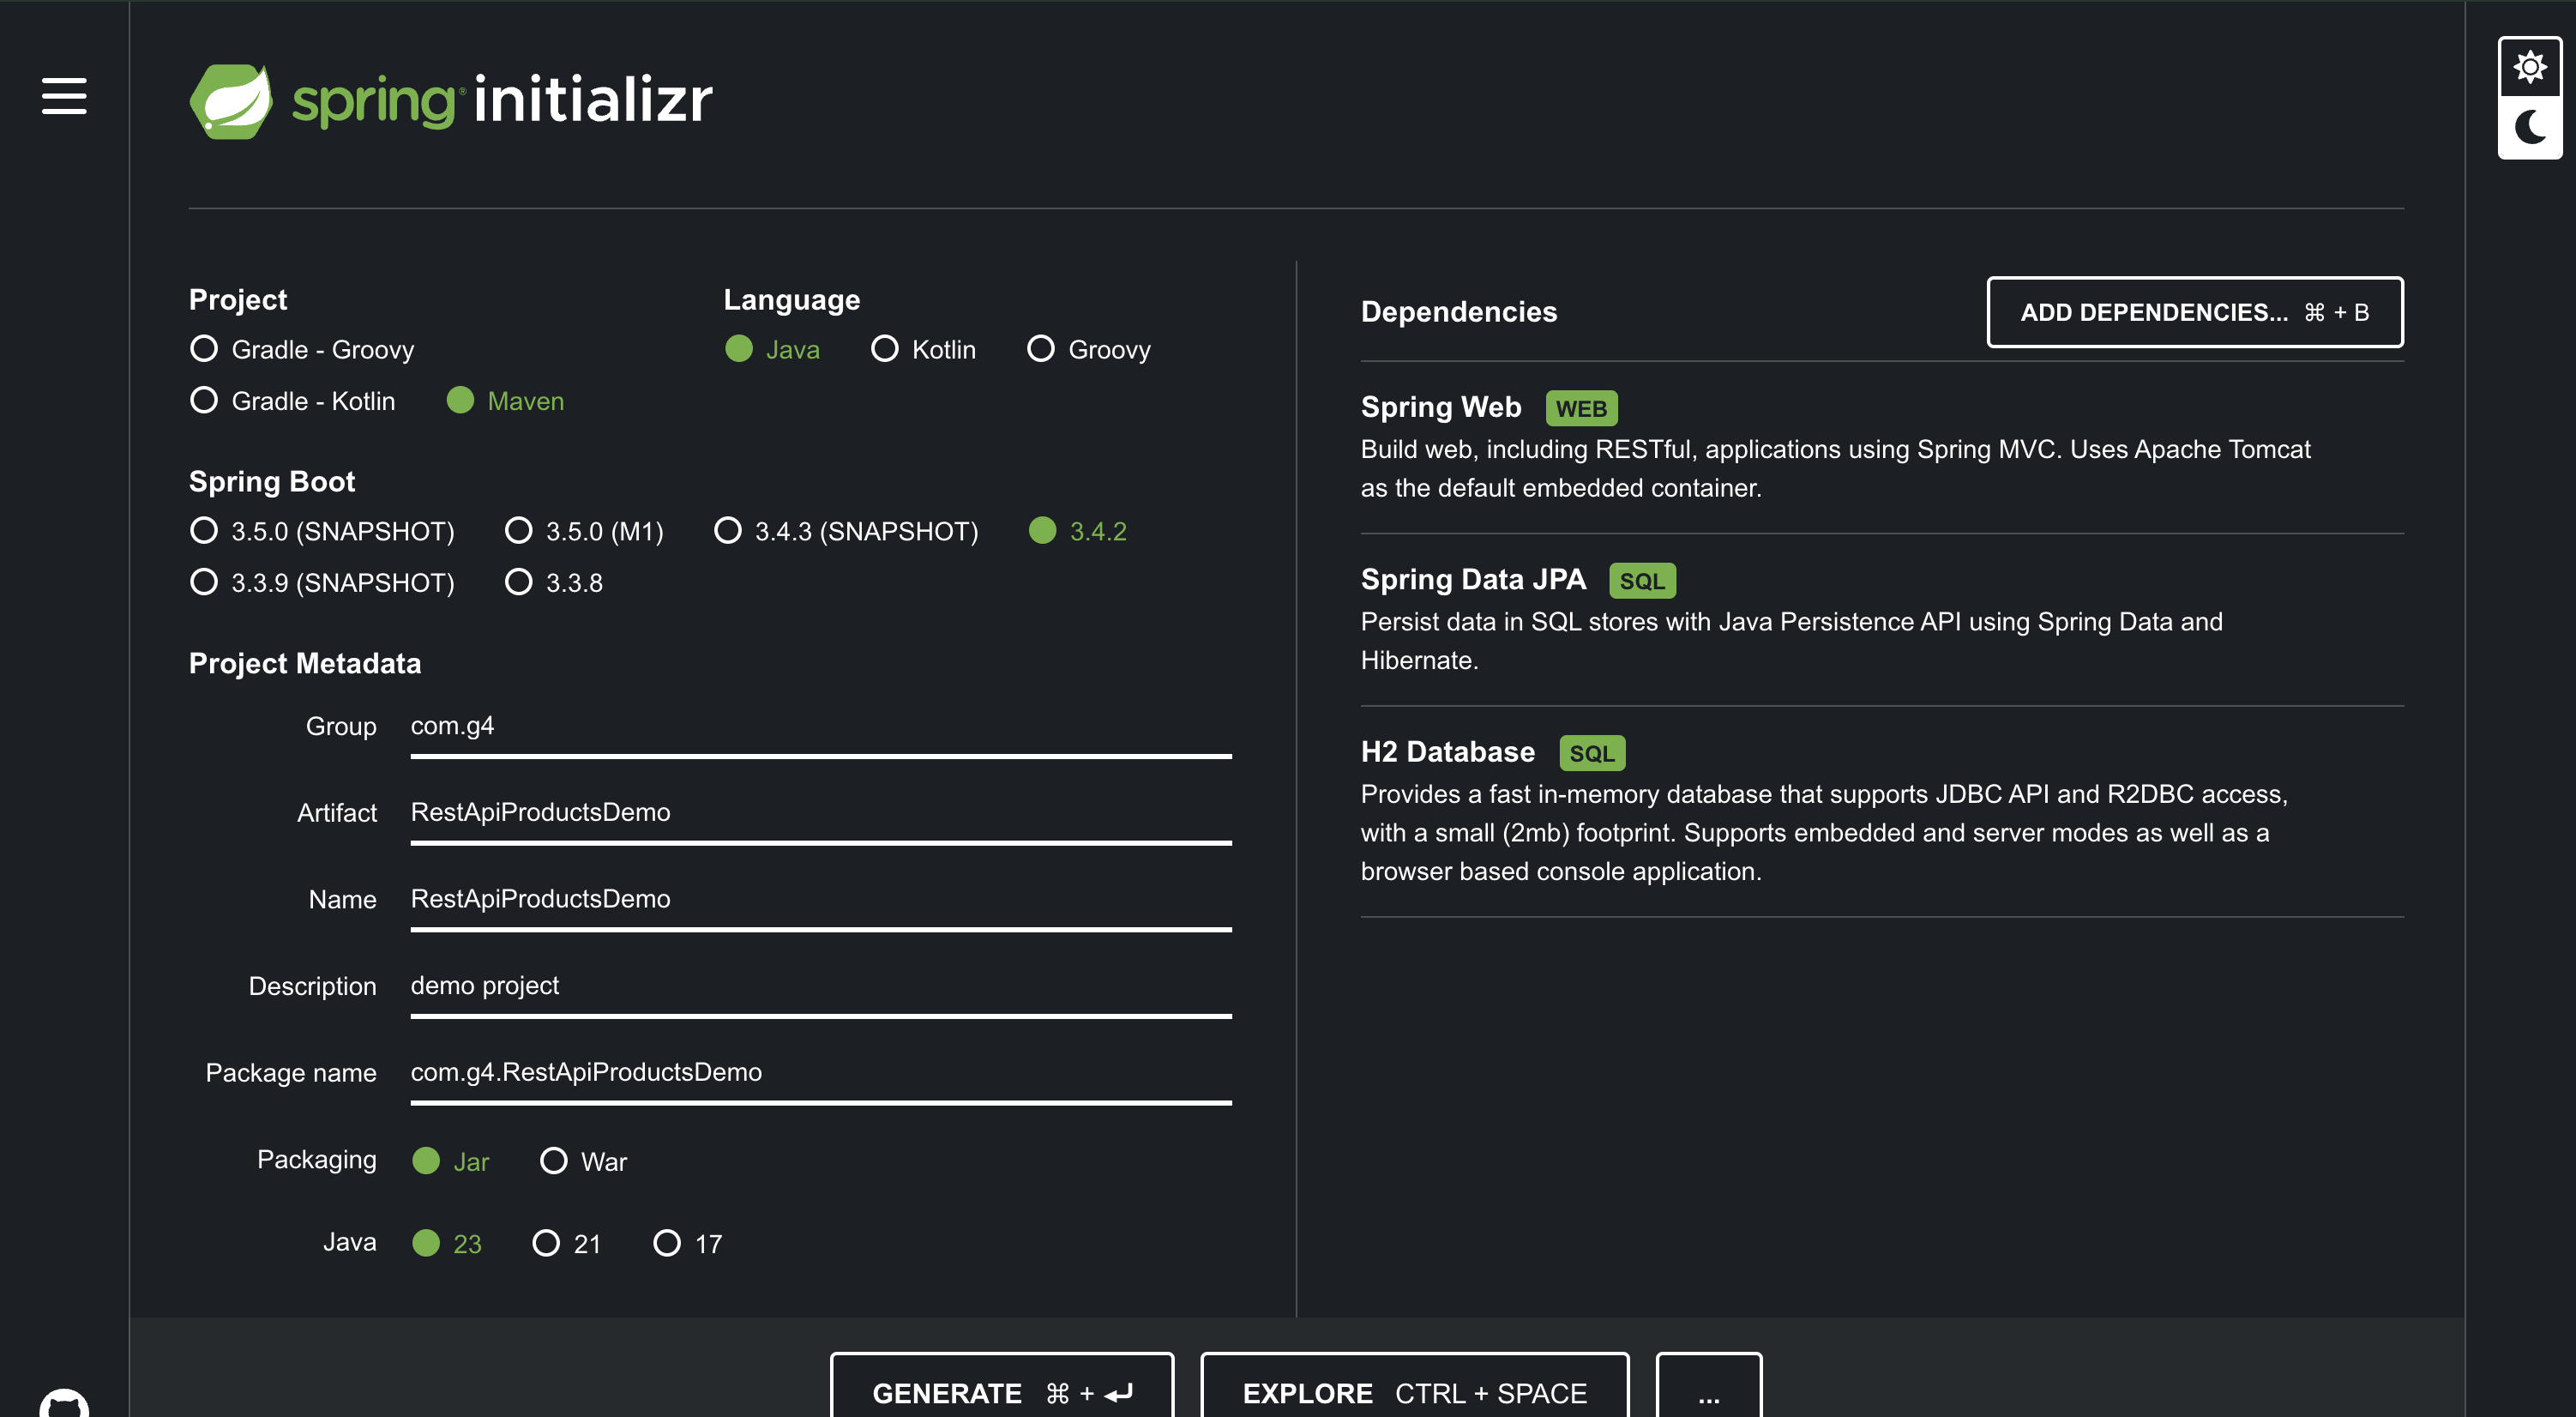 spring initializr
Project
Gradle - Groovy
Gradle - Kotlin Maven
Language
Java Kotlin Groovy
Spring Boot
3.5.0 (SNAPSHOT) 3.5.0 (M1) 3.4.3 (SNAPSHOT) 3.4.2
3.3.9 (SNAPSHOT) 3.3.8
Project Metadata
Group com.g4
Artifact RestApiProductsDemo
Name RestApiProductsDemo
Description demo project
Package name com.g4.RestApiProductsDemo
Packaging Jar War
Java 23 21 17
Dependencies
ADD DEPENDENCIES... ⌘ + B
Spring Web WEB
Build web, including RESTful, applications using Spring MVC. Uses Apache Tomcat
as the default embedded container.
Spring Data JPA SQL
Persist data in SQL stores with Java Persistence API using Spring Data and
Hibernate.
H2 Database SQL
Provides a fast in-memory database that supports JDBC API and R2DBC access,
with a small (2mb) footprint. Supports embedded and server modes as well as a
browser based console application.
GENERATE ⌘ + ⏎
EXPLORE CTRL + SPACE
...